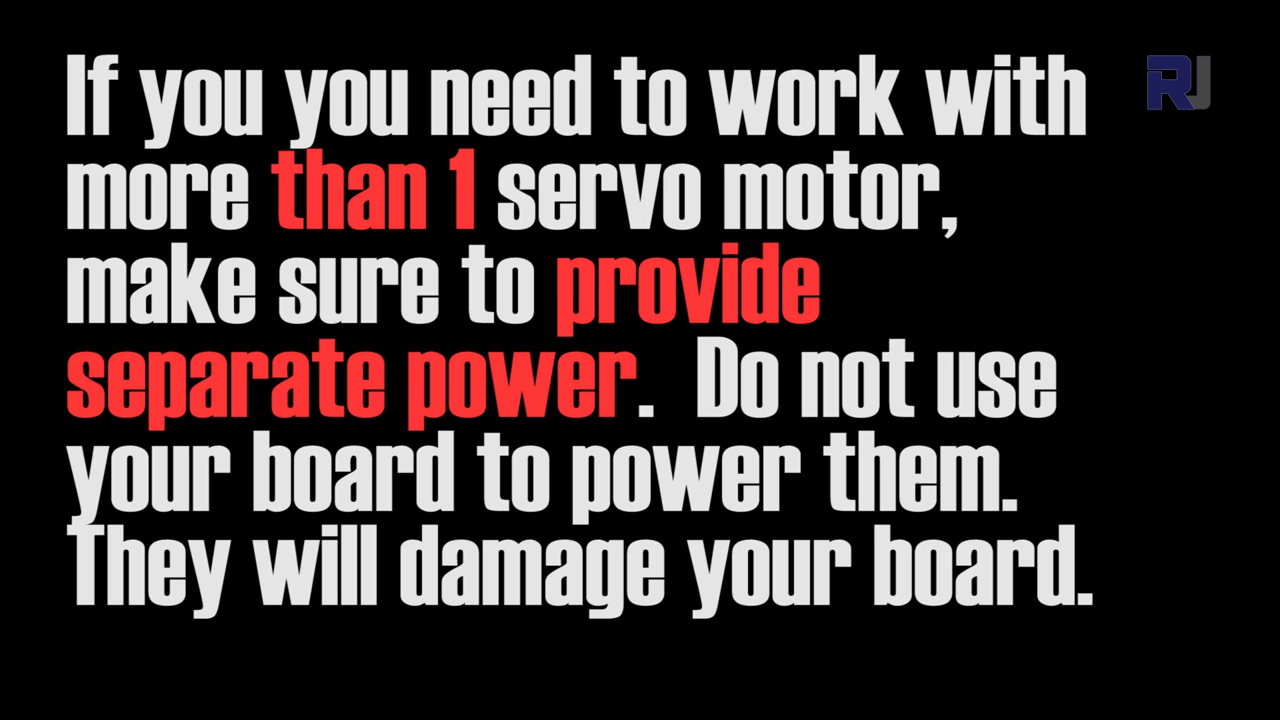 If you you need to work with
RJ
more than 1 servo motor,
make sure to provide
separate power.  Do not use
your board to power them.
They will damage your board.